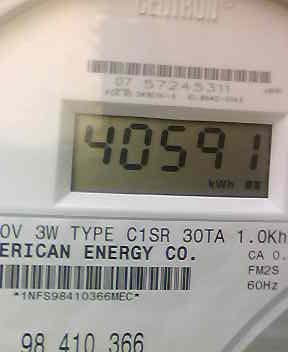 CENTRON
07 57245311
40591
kWh
0V 3W TYPE C1SR 30TA 1.0Kh
ERICAN ENERGY CO.
CA 0.
FM2S
60Hz
*1NFS98410366MEC*
98 410 366